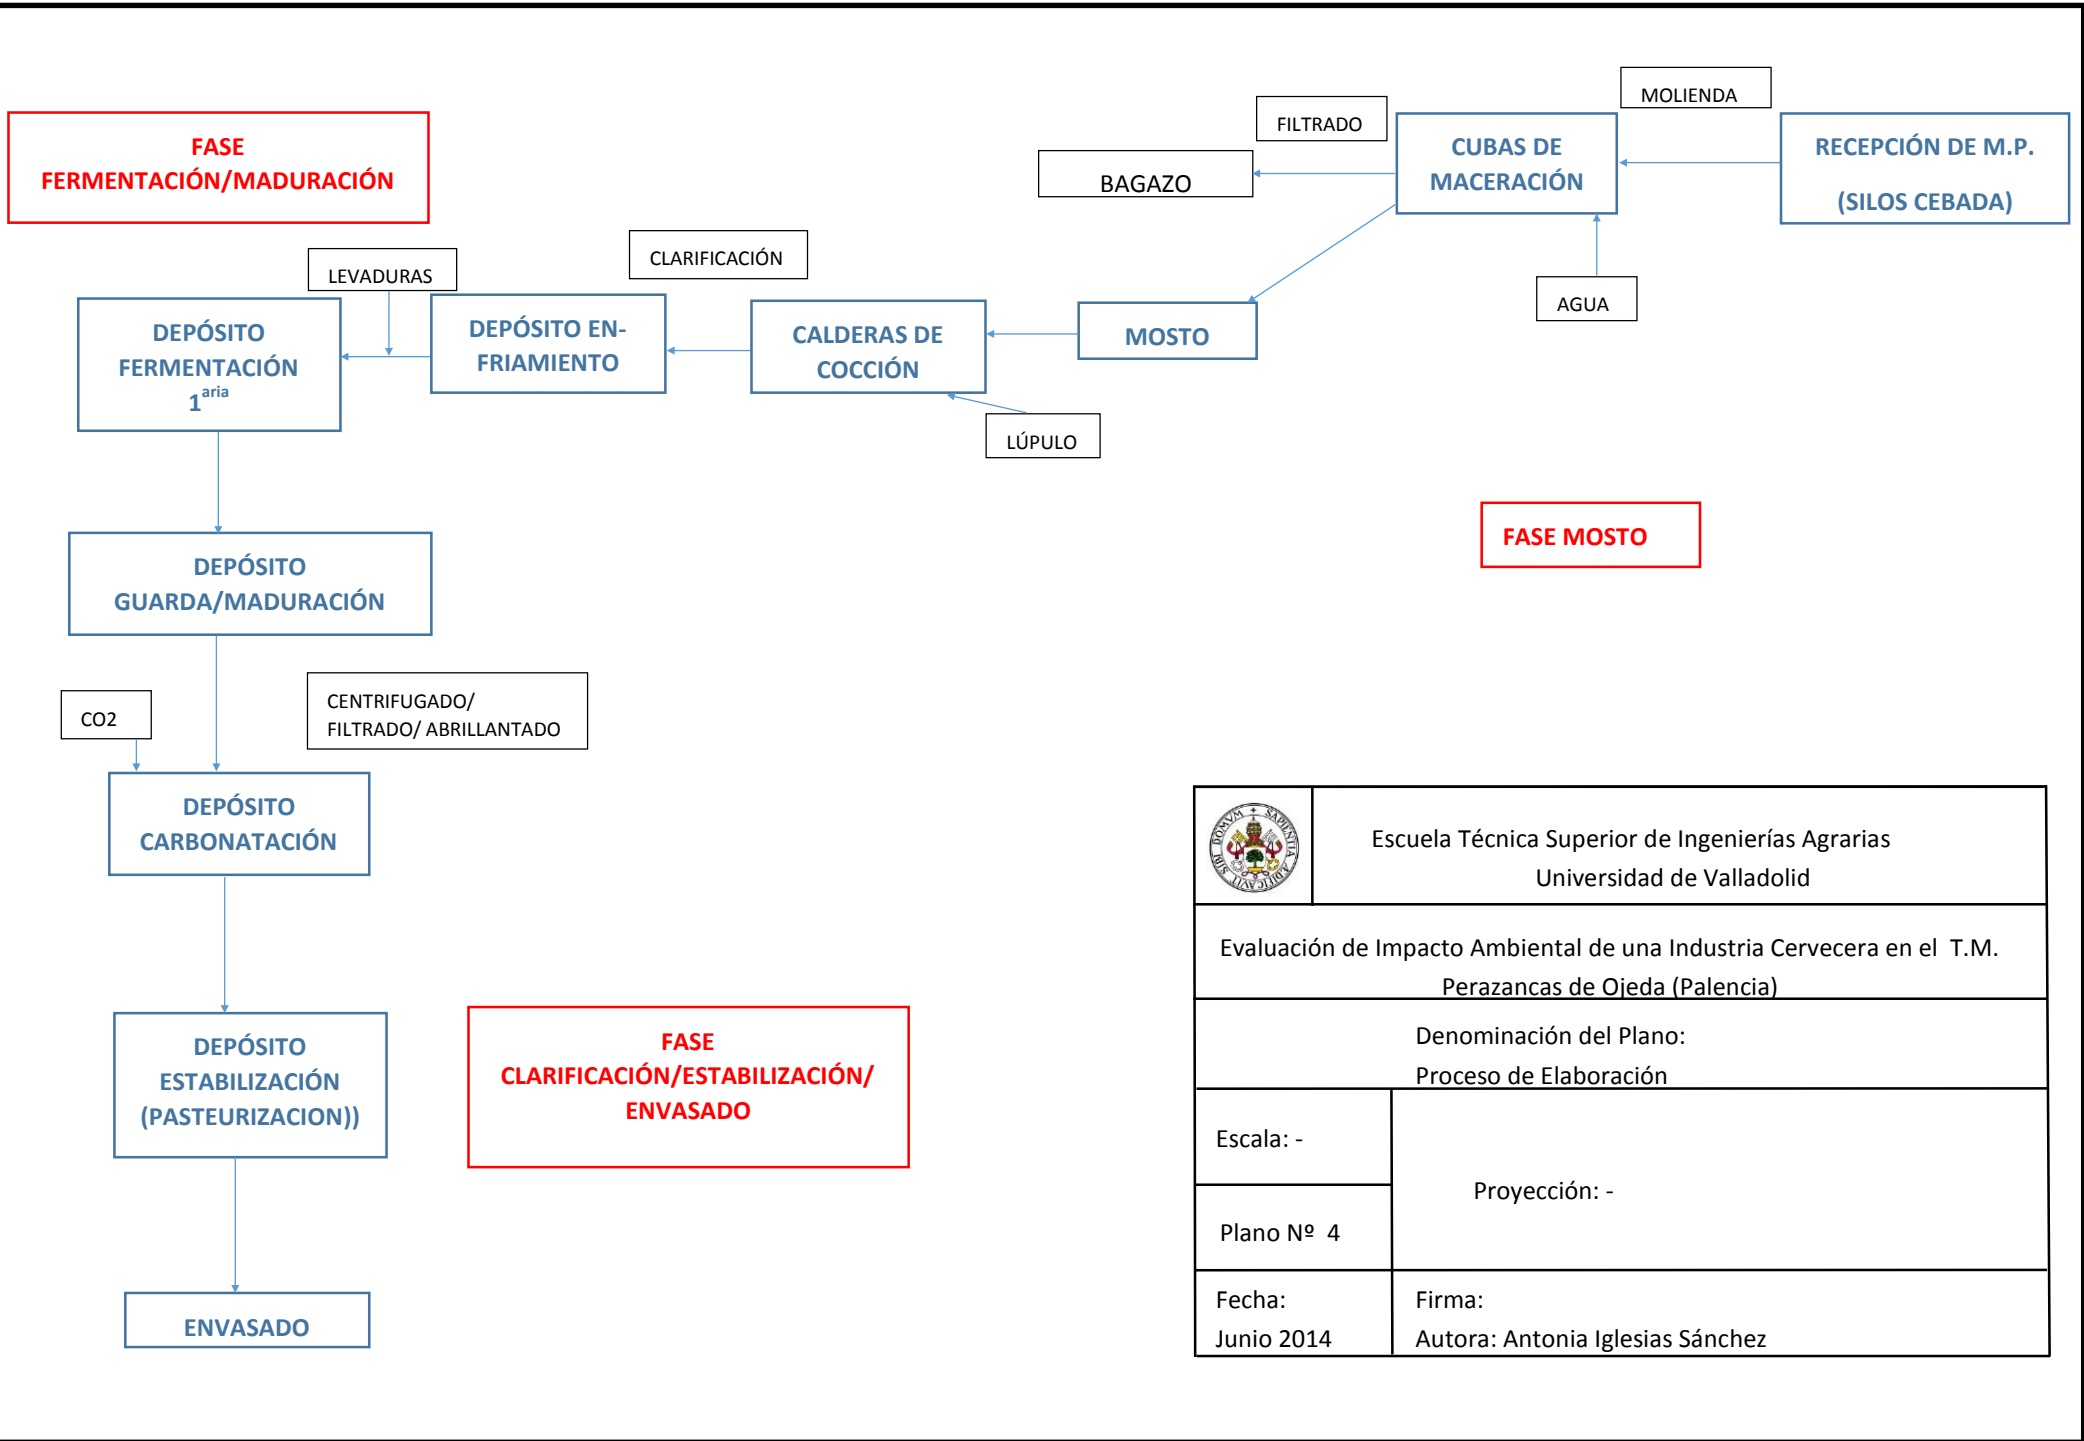 MOLIENDA
FILTRADO
CUBAS DE
MACERACIÓN
RECEPCIÓN DE M.P.
(SILOS CEBADA)
BAGAZO
AGUA
FASE
FERMENTACIÓN/MADURACIÓN
CLARIFICACIÓN
LEVADURAS
DEPÓSITO
FERMENTACIÓN
1aria
DEPÓSITO EN-
FRIAMIENTO
CALDERAS DE
COCCIÓN
MOSTO
LÚPULO
FASE MOSTO
DEPÓSITO
GUARDA/MADURACIÓN
CO2
CENTRIFUGADO/
FILTRADO/ ABRILLANTADO
DEPÓSITO
CARBONATACIÓN
DEPÓSITO
ESTABILIZACIÓN
(PASTEURIZACION))
FASE
CLARIFICACIÓN/ESTABILIZACIÓN/
ENVASADO
ENVASADO
SIBI DOMVM SAPIENTIA ÆDIFICAVIT
Escuela Técnica Superior de Ingenierías Agrarias
Universidad de Valladolid
Evaluación de Impacto Ambiental de una Industria Cervecera en el  T.M.
Perazancas de Ojeda (Palencia)
Denominación del Plano:
Proceso de Elaboración
Escala: -
Proyección: -
Plano Nº  4
Fecha:
Junio 2014
Firma:
Autora: Antonia Iglesias Sánchez